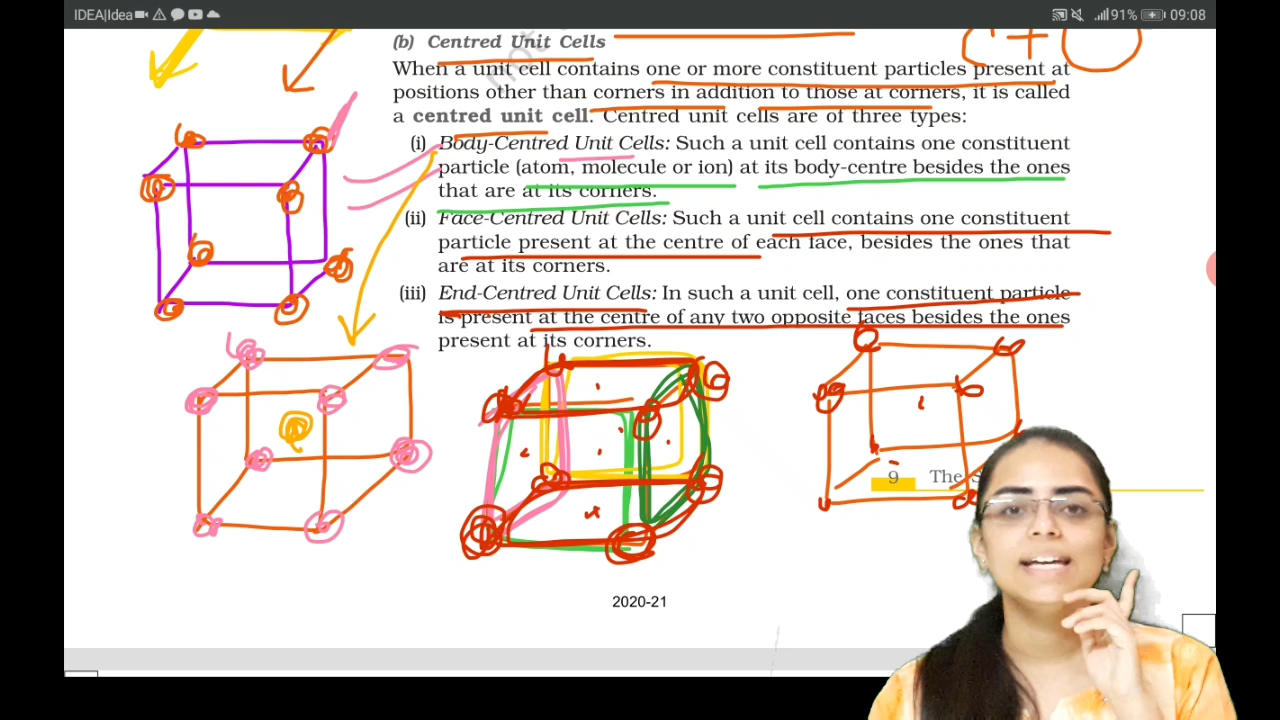 IDEA|Idea 91% 09:08
(b) Centred Unit Cells
When a unit cell contains one or more constituent particles present at
positions other than corners in addition to those at corners, it is called
a centred unit cell. Centred unit cells are of three types:
(i) Body-Centred Unit Cells: Such a unit cell contains one constituent
particle (atom, molecule or ion) at its body-centre besides the ones
that are at its corners.
(ii) Face-Centred Unit Cells: Such a unit cell contains one constituent
particle present at the centre of each face, besides the ones that
are at its corners.
(iii) End-Centred Unit Cells: In such a unit cell, one constituent particle
is present at the centre of any two opposite faces besides the ones
present at its corners.
9 The
2020-21